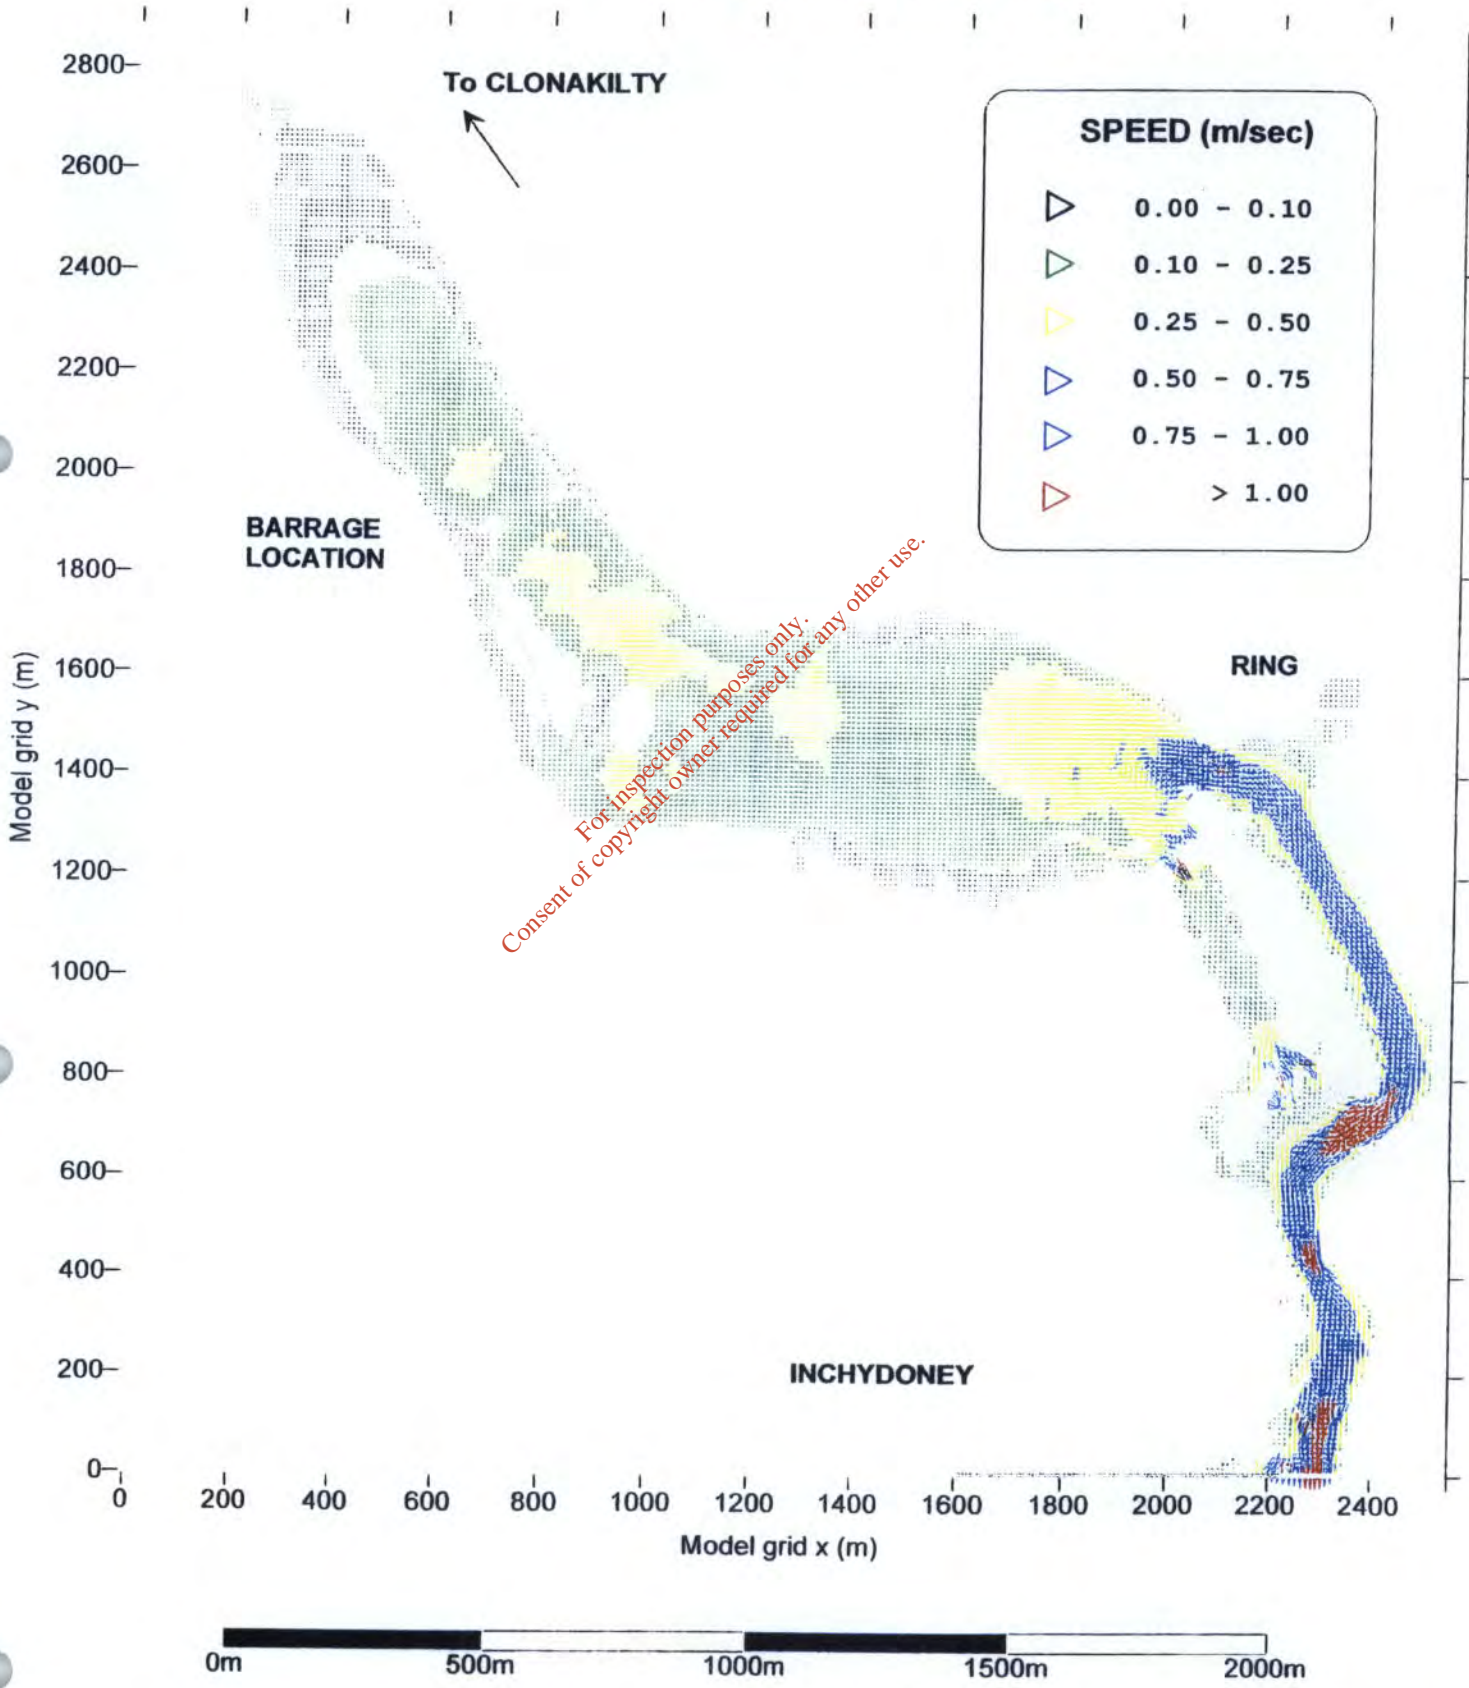 To CLONAKILTY
SPEED (m/sec)
0.00 - 0.10
0.10 - 0.25
0.25 - 0.50
0.50 - 0.75
0.75 - 1.00
> 1.00
BARRAGE
LOCATION
RING
INCHYDONEY
For inspection purposes only.
Consent of copyright owner required for any other use.
Model grid y (m)
2800
2600
2400
2200
2000
1800
1600
1400
1200
1000
800
600
400
200
0
0 200 400 600 800 1000 1200 1400 1600 1800 2000 2200 2400
Model grid x (m)
0m 500m 1000m 1500m 2000m